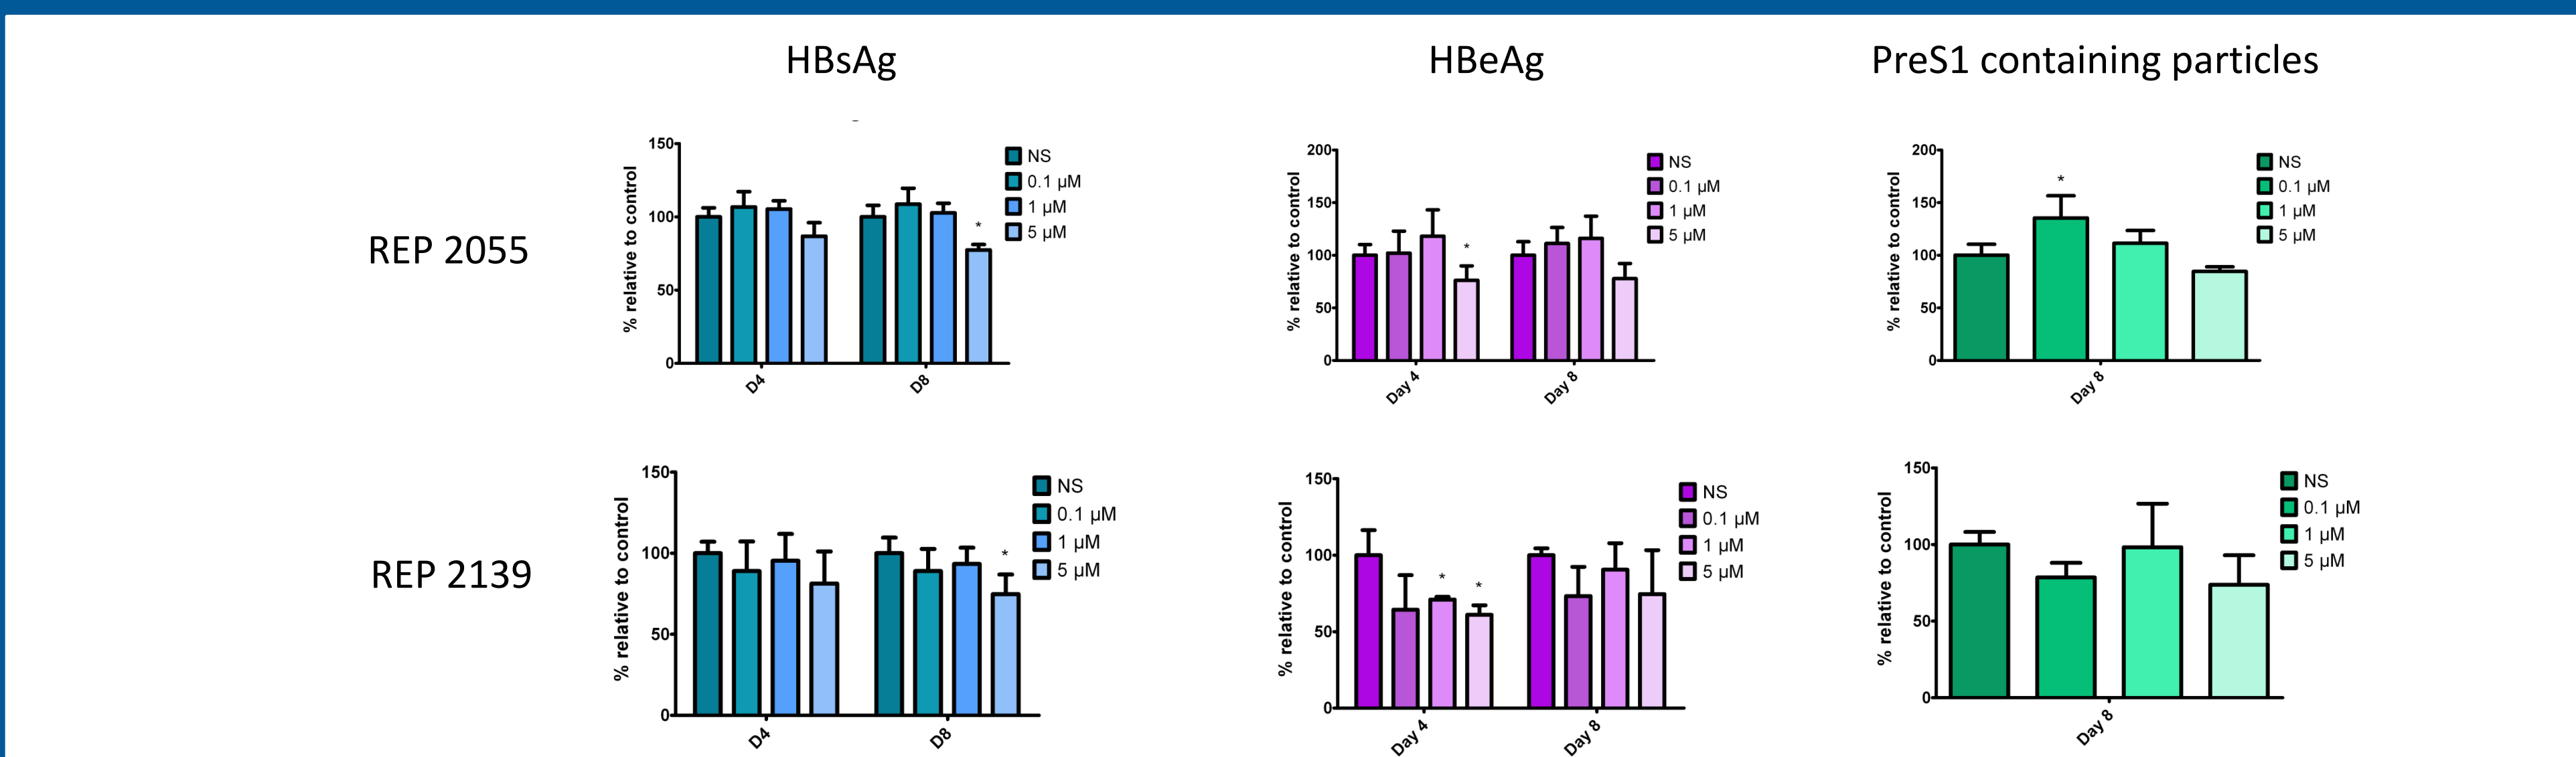 HBsAg
HBeAg
PreS1 containing particles
REP 2055
% relative to control
150
100
50
0
D4
D8
*
NS
0.1 µM
1 µM
5 µM
% relative to control
200
150
100
50
0
Day 4
Day 8
*
NS
0.1 µM
1 µM
5 µM
% relative to control
200
150
100
50
0
Day 8
*
NS
0.1 µM
1 µM
5 µM
REP 2139
% relative to control
150
100
50
0
D4
D8
*
NS
0.1 µM
1 µM
5 µM
% relative to control
150
100
50
0
Day 4
Day 8
*
*
NS
0.1 µM
1 µM
5 µM
% relative to control
150
100
50
0
Day 8
NS
0.1 µM
1 µM
5 µM